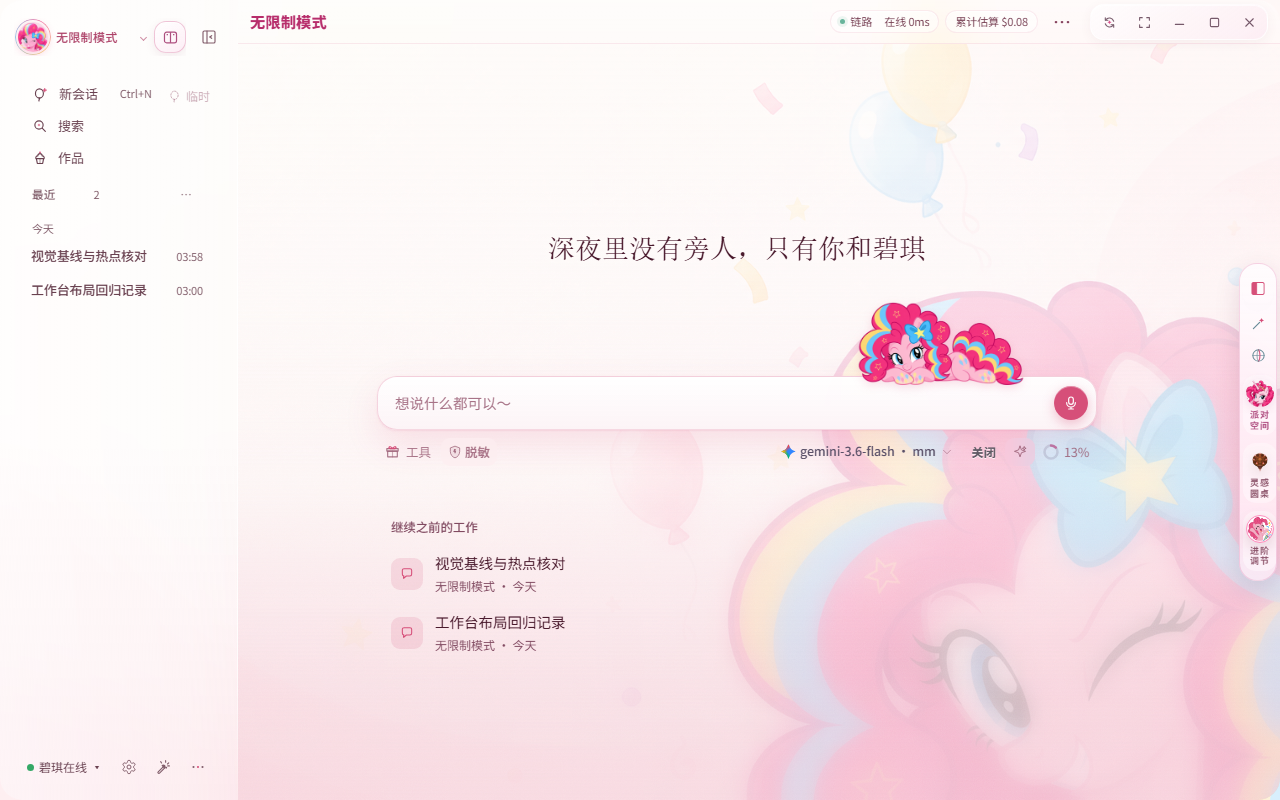 无限制模式
新会话 Ctrl+N 临时
搜索
作品
最近 2 ···
今天
视觉基线与热点核对 03:58
工作台布局回归记录 03:00
碧琪在线
无限制模式
链路 在线 0ms
累计估算 $0.08
深夜里没有旁人，只有你和碧琪
想说什么都可以～
工具 脱敏
gemini-3.6-flash · mm 关闭 13%
继续之前的工作
视觉基线与热点核对
无限制模式 · 今天
工作台布局回归记录
无限制模式 · 今天
派对
空间
灵感
圆桌
进阶
调节